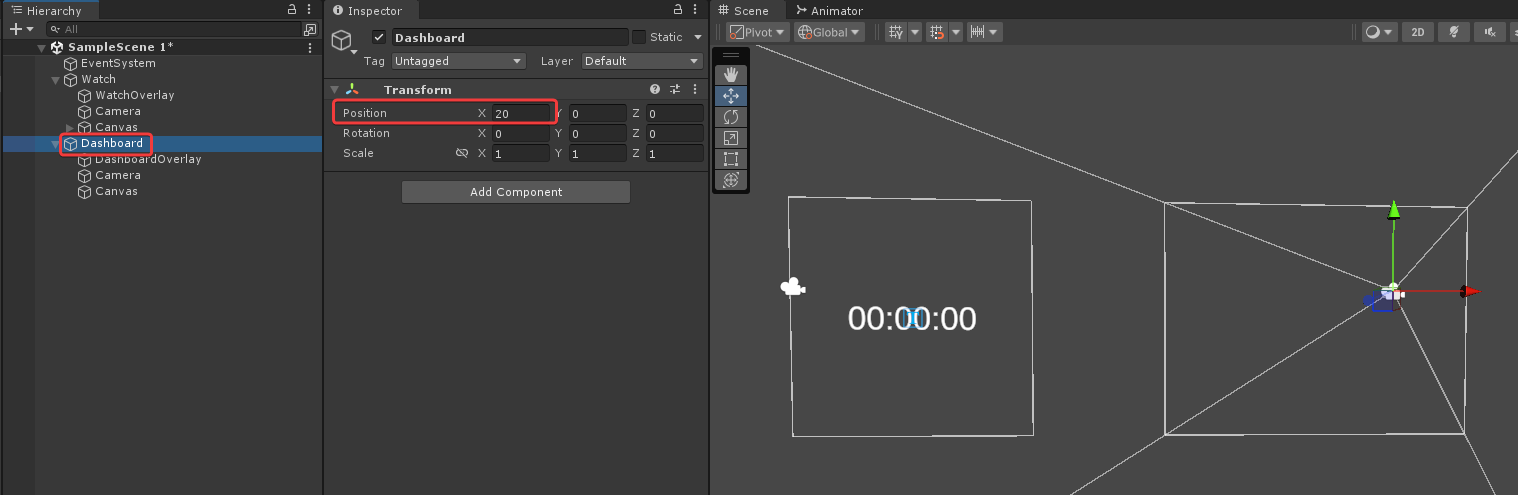 Hierarchy
All
SampleScene 1*
EventSystem
Watch
WatchOverlay
Camera
Canvas
Dashboard
DashboardOverlay
Camera
Canvas
Inspector
Dashboard
Static
Tag Untagged Layer Default
Transform
Position X 20 Y 0 Z 0
Rotation X 0 Y 0 Z 0
Scale X 1 Y 1 Z 1
Add Component
Scene Animator
Pivot Global 2D
00:00:00